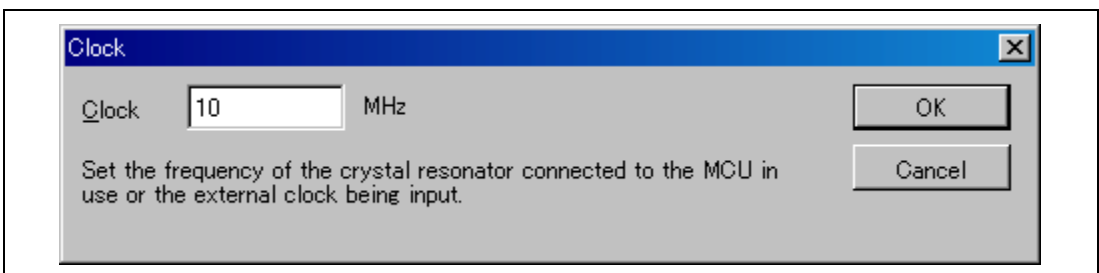 Clock
Clock 10 MHz OK
Set the frequency of the crystal resonator connected to the MCU in Cancel
use or the external clock being input.